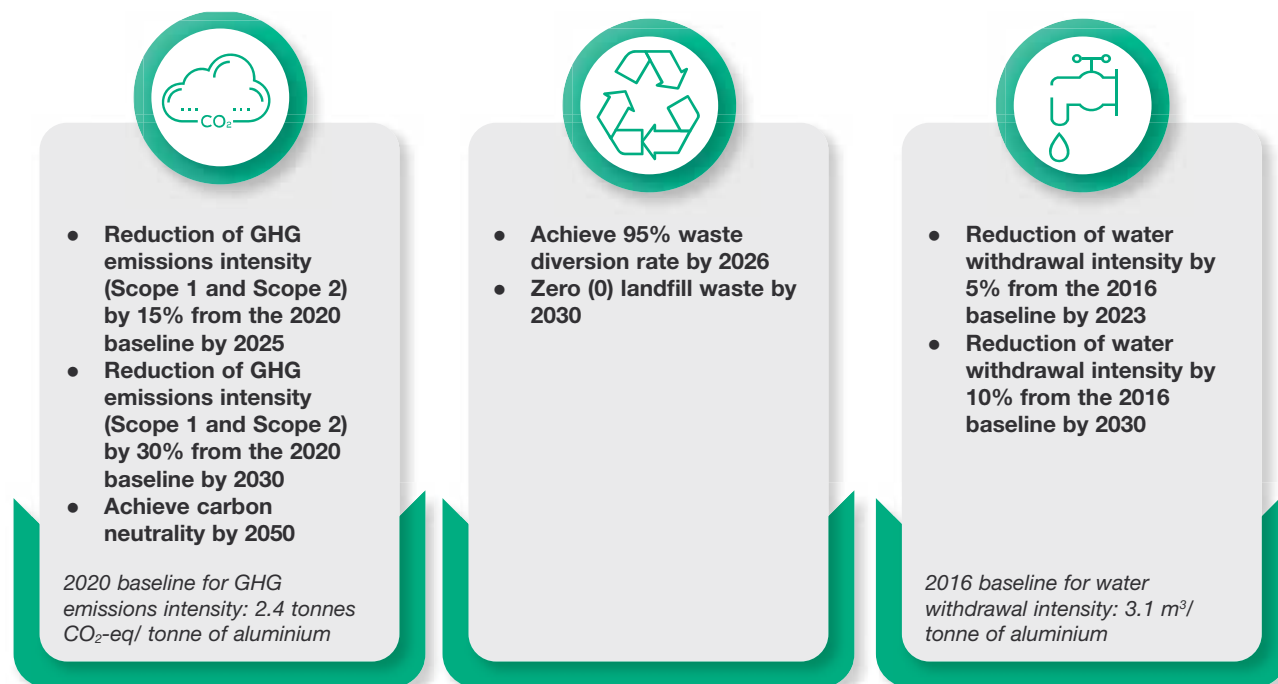 CO₂
● Reduction of GHG
emissions intensity
(Scope 1 and Scope 2)
by 15% from the 2020
baseline by 2025
● Reduction of GHG
emissions intensity
(Scope 1 and Scope 2)
by 30% from the 2020
baseline by 2030
● Achieve carbon
neutrality by 2050
2020 baseline for GHG
emissions intensity: 2.4 tonnes
CO₂-eq/ tonne of aluminium
● Achieve 95% waste
diversion rate by 2026
● Zero (0) landfill waste by
2030
● Reduction of water
withdrawal intensity by
5% from the 2016
baseline by 2023
● Reduction of water
withdrawal intensity by
10% from the 2016
baseline by 2030
2016 baseline for water
withdrawal intensity: 3.1 m³/
tonne of aluminium